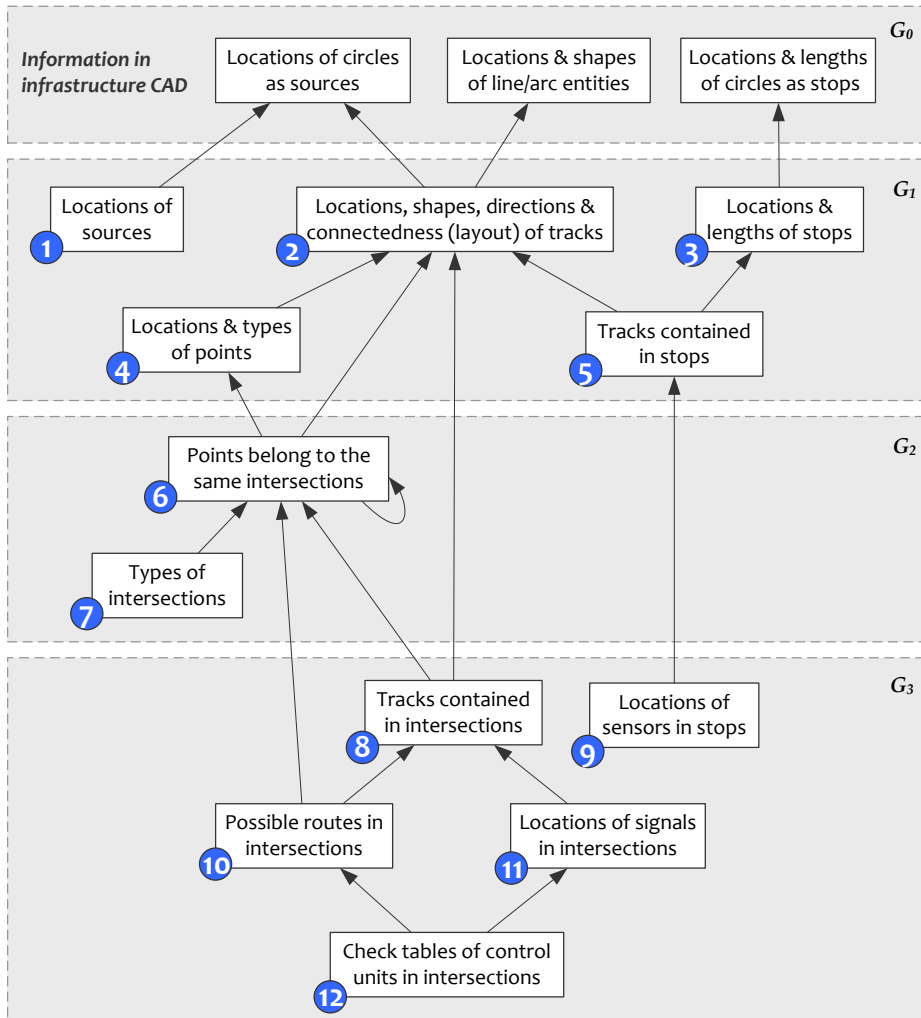 G0
Information in
infrastructure CAD
Locations of circles
as sources
Locations & shapes
of line/arc entities
Locations & lengths
of circles as stops
G1
Locations of
sources
1
Locations, shapes, directions &
connectedness (layout) of tracks
2
Locations &
lengths of stops
3
Locations & types
of points
4
Tracks contained
in stops
5
G2
Points belong to the
same intersections
6
Types of
intersections
7
G3
Tracks contained
in intersections
8
Locations of
sensors in stops
9
Possible routes in
intersections
10
Locations of signals
in intersections
11
Check tables of control
units in intersections
12